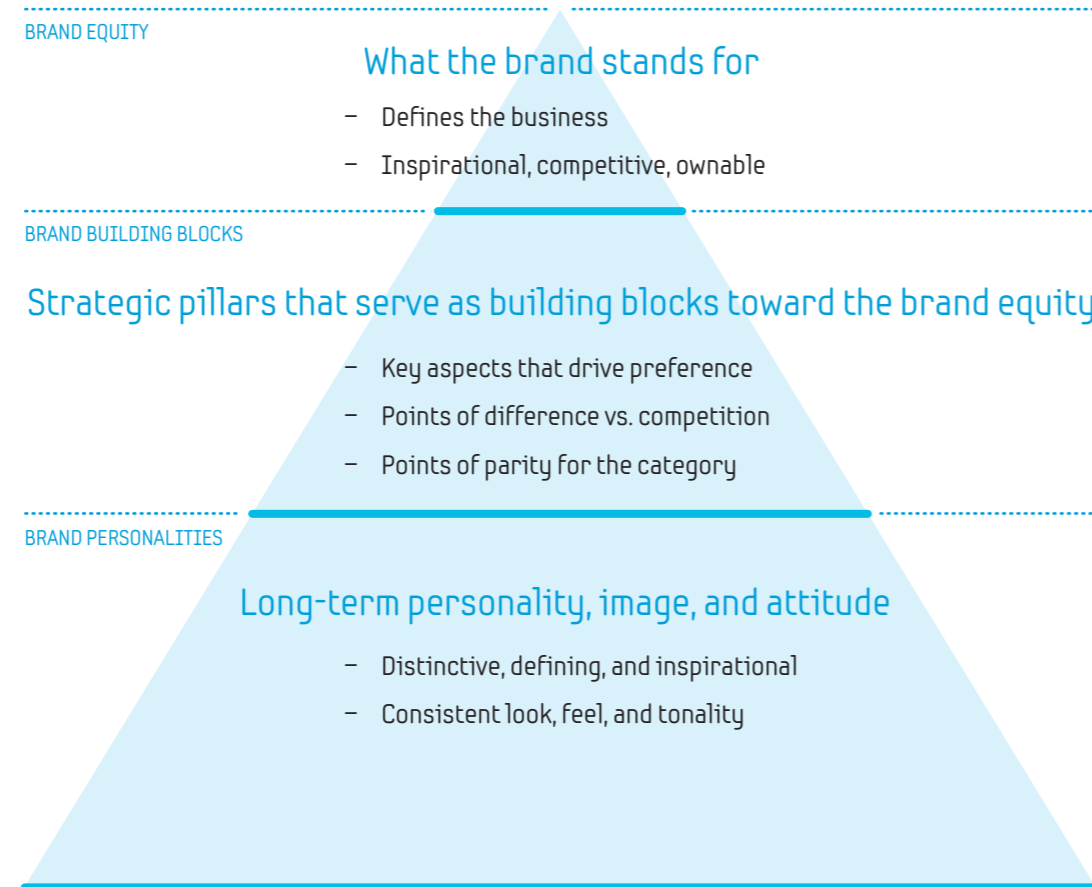 BRAND EQUITY
What the brand stands for
– Defines the business
– Inspirational, competitive, ownable
BRAND BUILDING BLOCKS
Strategic pillars that serve as building blocks toward the brand equity
– Key aspects that drive preference
– Points of difference vs. competition
– Points of parity for the category
BRAND PERSONALITIES
Long-term personality, image, and attitude
– Distinctive, defining, and inspirational
– Consistent look, feel, and tonality